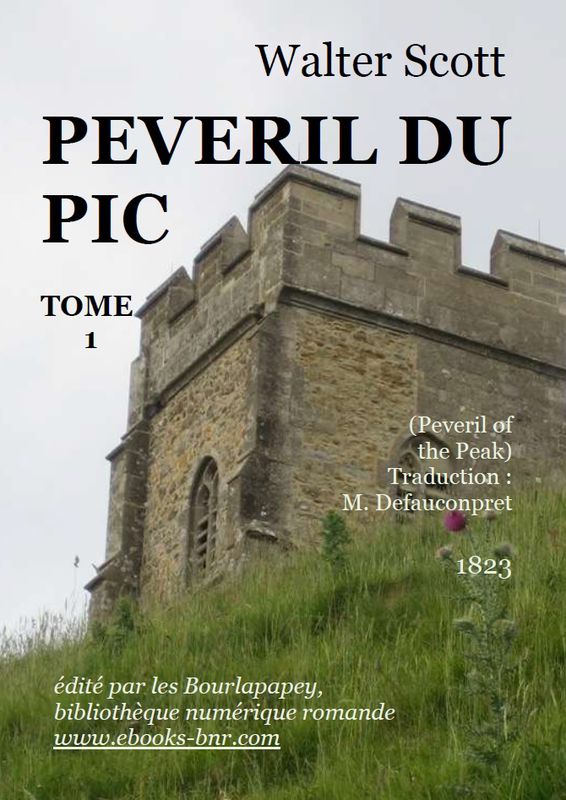 Walter Scott
PEVERIL DU
PIC
TOME
1
(Peveril of
the Peak)
Traduction :
M. Defauconpret
1823
édité par les Bourlapapey,
bibliothèque numérique romande
www.ebooks-bnr.com